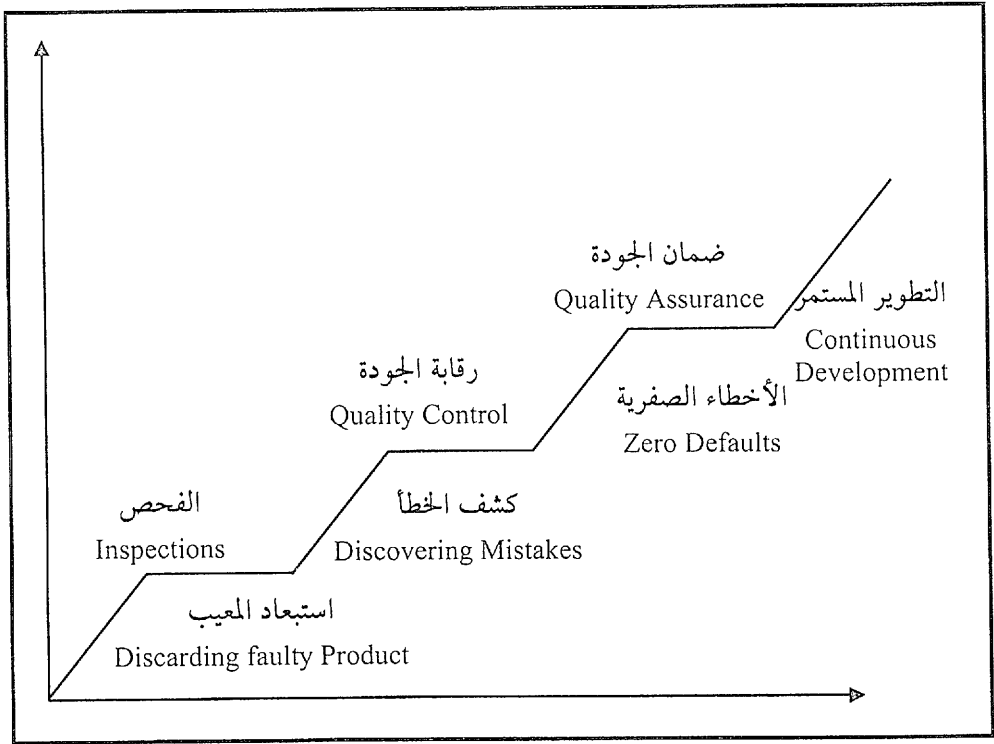 ضمان الجودة
Quality Assurance
التطوير المستمر
Continuous
Development
رقابة الجودة
Quality Control
الأخطاء الصفرية
Zero Defaults
الفحص
Inspections
كشف الخطأ
Discovering Mistakes
استبعاد المعيب
Discarding faulty Product